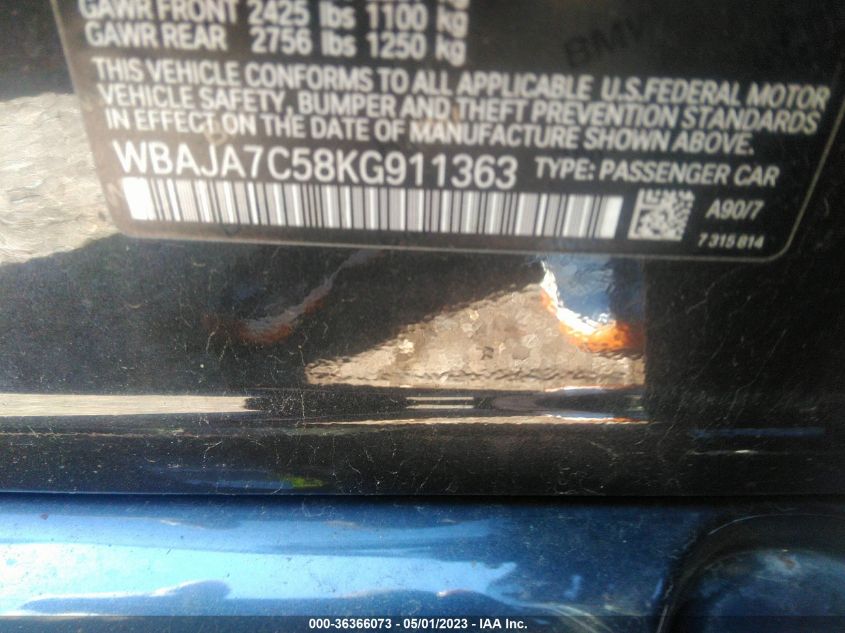 GAWR FRONT 2425 lbs 1100 kg
GAWR REAR 2756 lbs 1250 kg
BMW
THIS VEHICLE CONFORMS TO ALL APPLICABLE U.S. FEDERAL MOTOR
VEHICLE SAFETY, BUMPER AND THEFT PREVENTION STANDARDS
IN EFFECT ON THE DATE OF MANUFACTURE SHOWN ABOVE.
WBAJA7C58KG911363 TYPE: PASSENGER CAR
A90/7
7 315 614
000-36366073 - 05/01/2023 - IAA Inc.